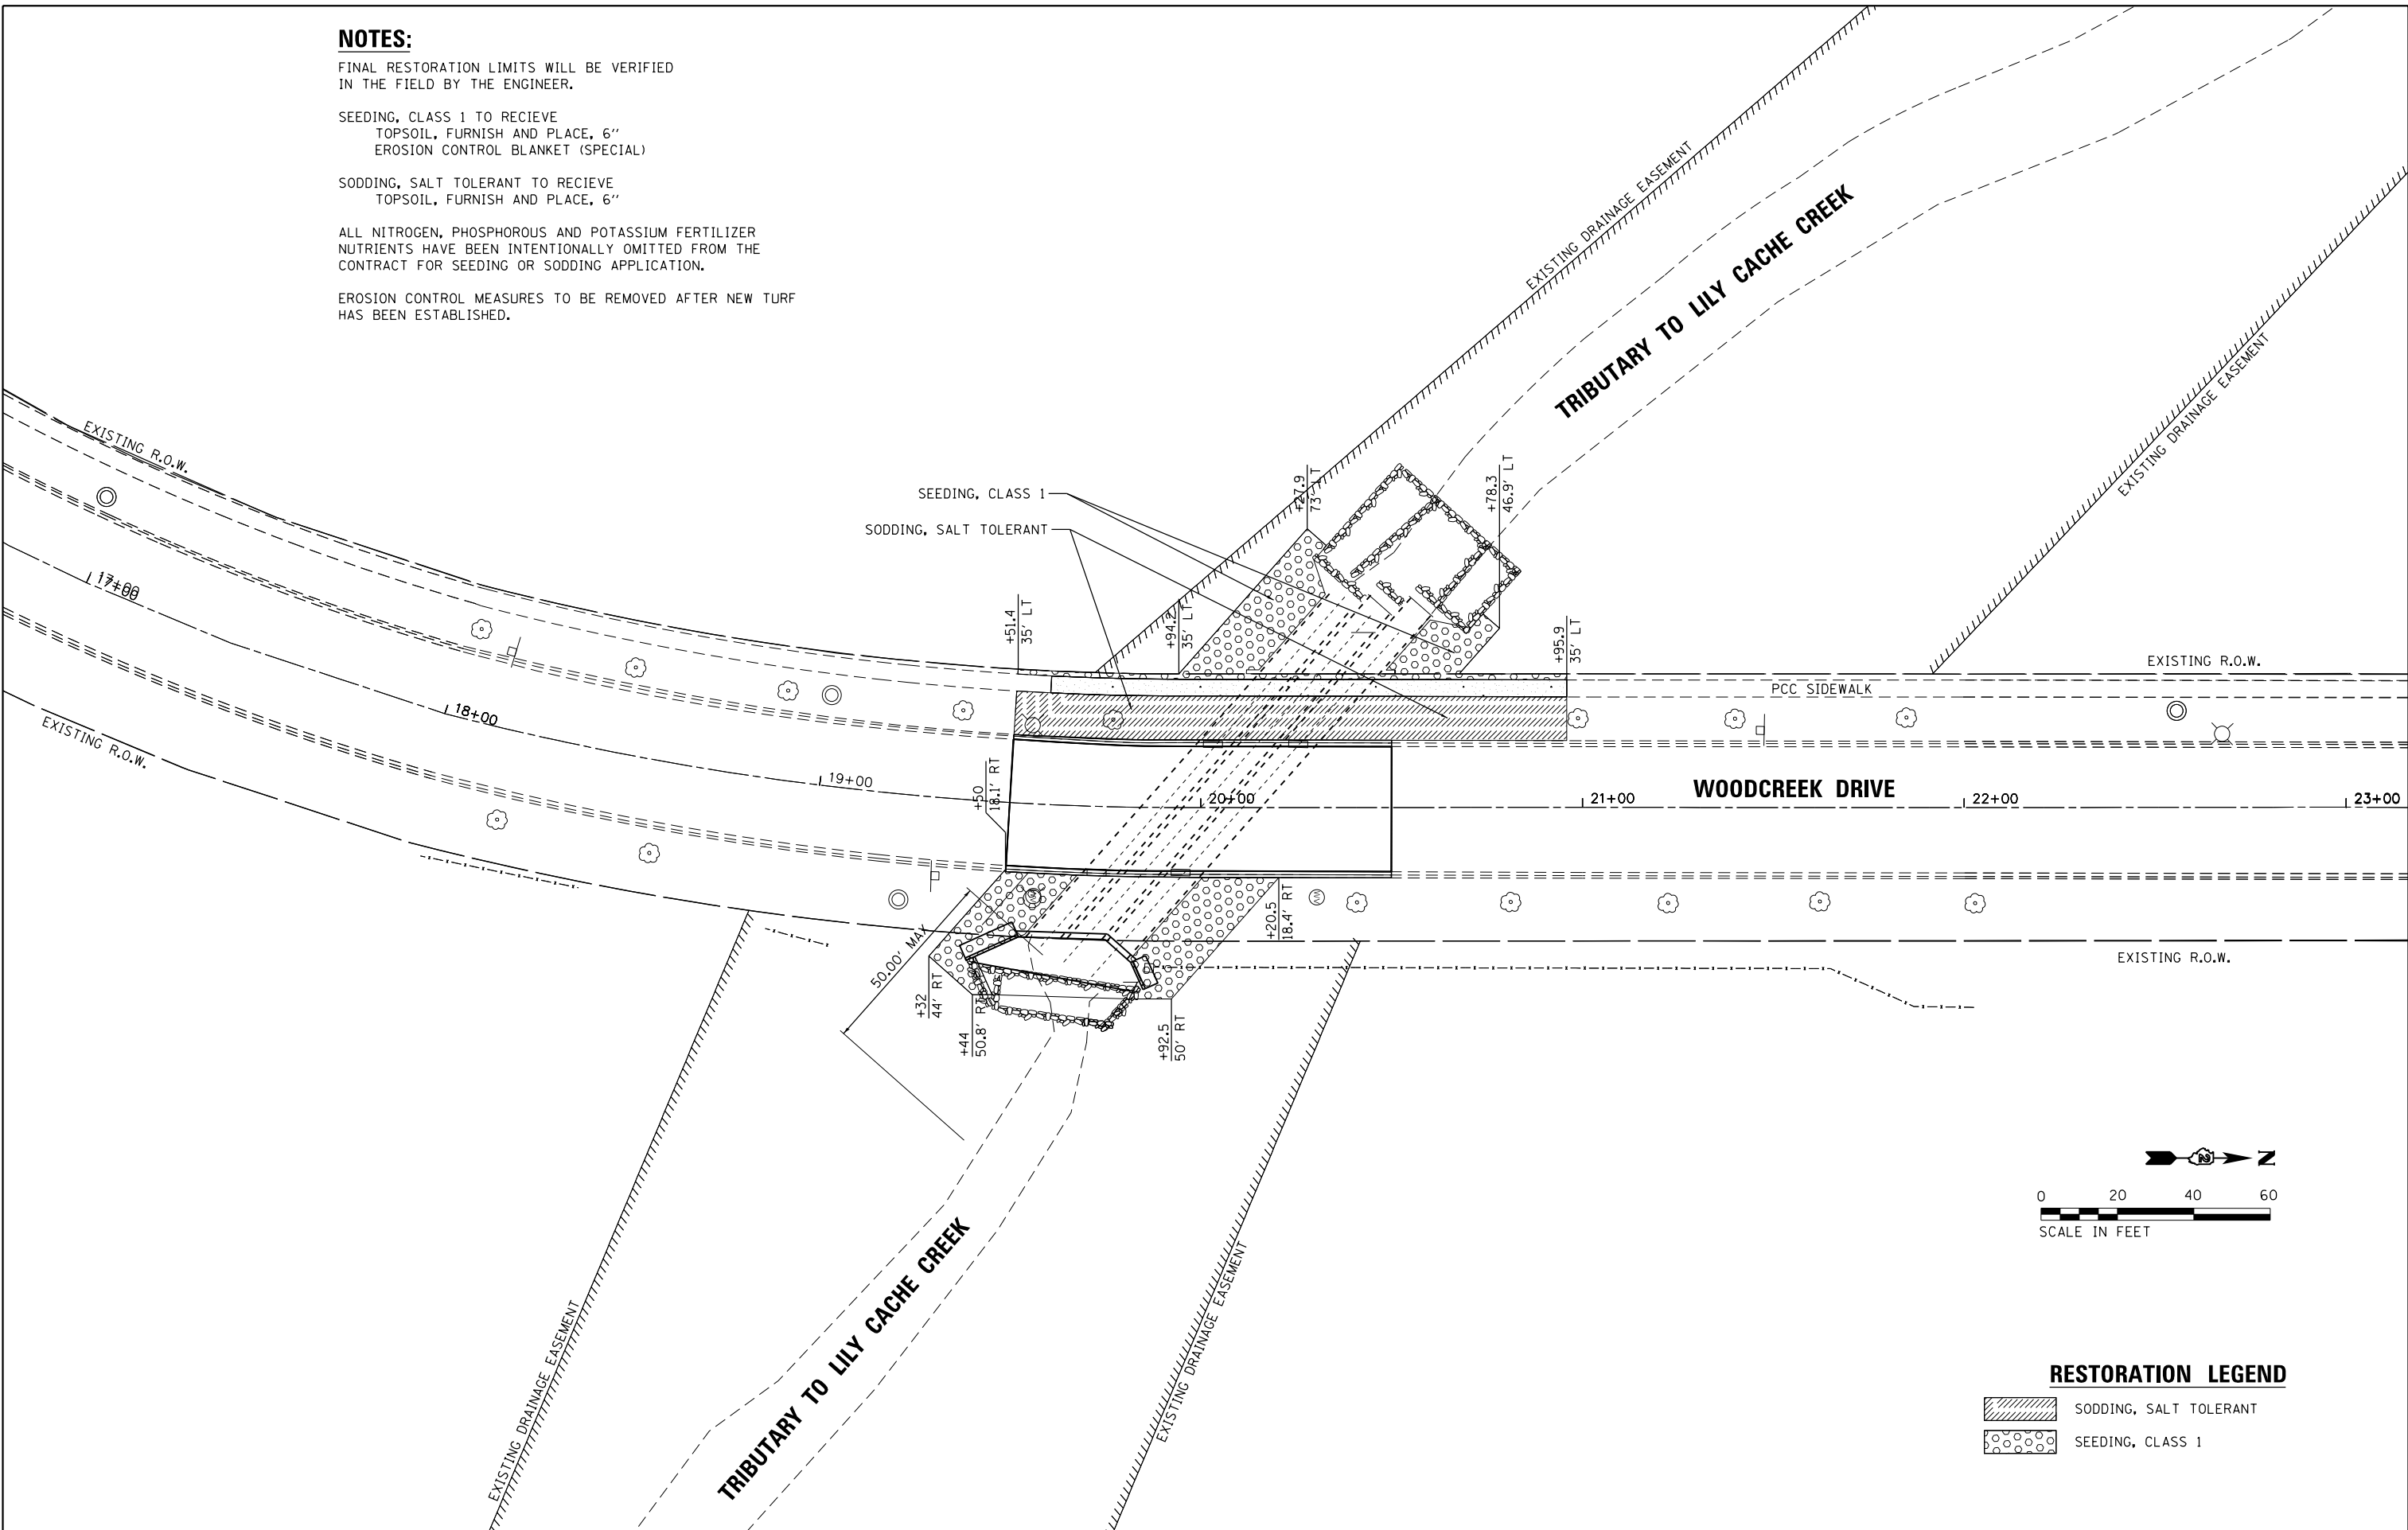 NOTES:
FINAL RESTORATION LIMITS WILL BE VERIFIED
IN THE FIELD BY THE ENGINEER.
SEEDING, CLASS 1 TO RECIEVE
TOPSOIL, FURNISH AND PLACE, 6''
EROSION CONTROL BLANKET (SPECIAL)
SODDING, SALT TOLERANT TO RECIEVE
TOPSOIL, FURNISH AND PLACE, 6''
ALL NITROGEN, PHOSPHOROUS AND POTASSIUM FERTILIZER
NUTRIENTS HAVE BEEN INTENTIONALLY OMITTED FROM THE
CONTRACT FOR SEEDING OR SODDING APPLICATION.
EROSION CONTROL MEASURES TO BE REMOVED AFTER NEW TURF
HAS BEEN ESTABLISHED.
EXISTING DRAINAGE EASEMENT
TRIBUTARY TO LILY CACHE CREEK
EXISTING DRAINAGE EASEMENT
EXISTING R.O.W.
SEEDING, CLASS 1
SODDING, SALT TOLERANT
+27.9
73' LT
+78.3
46.9' LT
+51.4
35' LT
+94.2
35' LT
+95.9
35' LT
EXISTING R.O.W.
PCC SIDEWALK
17+00
18+00
19+00
20+00
21+00
22+00
23+00
WOODCREEK DRIVE
EXISTING R.O.W.
+50
18.1' RT
+20.5
18.4' RT
50.00' MAX
+32
44' RT
+44
50.8' RT
+92.5
50' RT
EXISTING R.O.W.
EXISTING DRAINAGE EASEMENT
TRIBUTARY TO LILY CACHE CREEK
EXISTING DRAINAGE EASEMENT
N
0 20 40 60
SCALE IN FEET
RESTORATION LEGEND
SODDING, SALT TOLERANT
SEEDING, CLASS 1